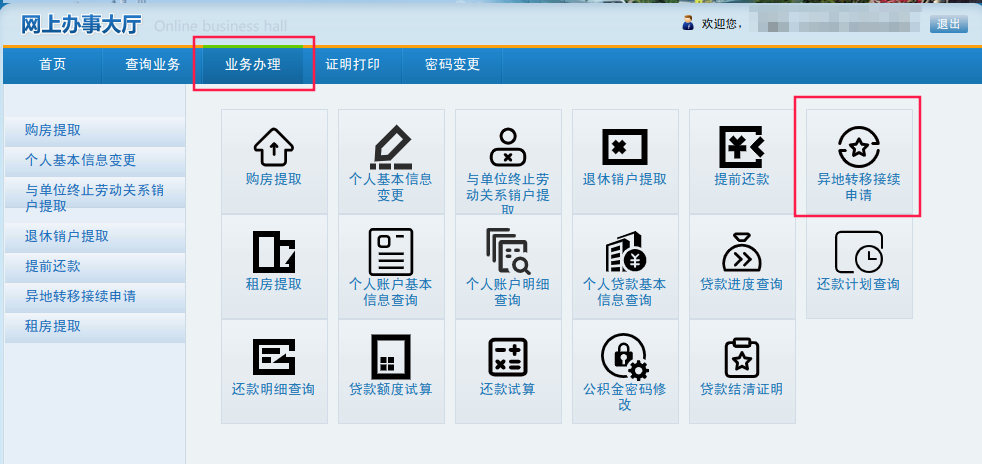 网上办事大厅 Online business hall
欢迎您,
退出
首页 查询业务 业务办理 证明打印 密码变更
购房提取
个人基本信息变更
与单位终止劳动关系销
户提取
退休销户提取
提前还款
异地转移接续申请
租房提取
购房提取
个人基本信息
变更
与单位终止劳
动关系销户提
取
退休销户提取
提前还款
异地转移接续
申请
租房提取
个人账户基本
信息查询
个人账户明细
查询
个人贷款基本
信息查询
贷款进度查询
还款计划查询
还款明细查询
贷款额度试算
还款试算
公积金密码修
改
贷款结清证明